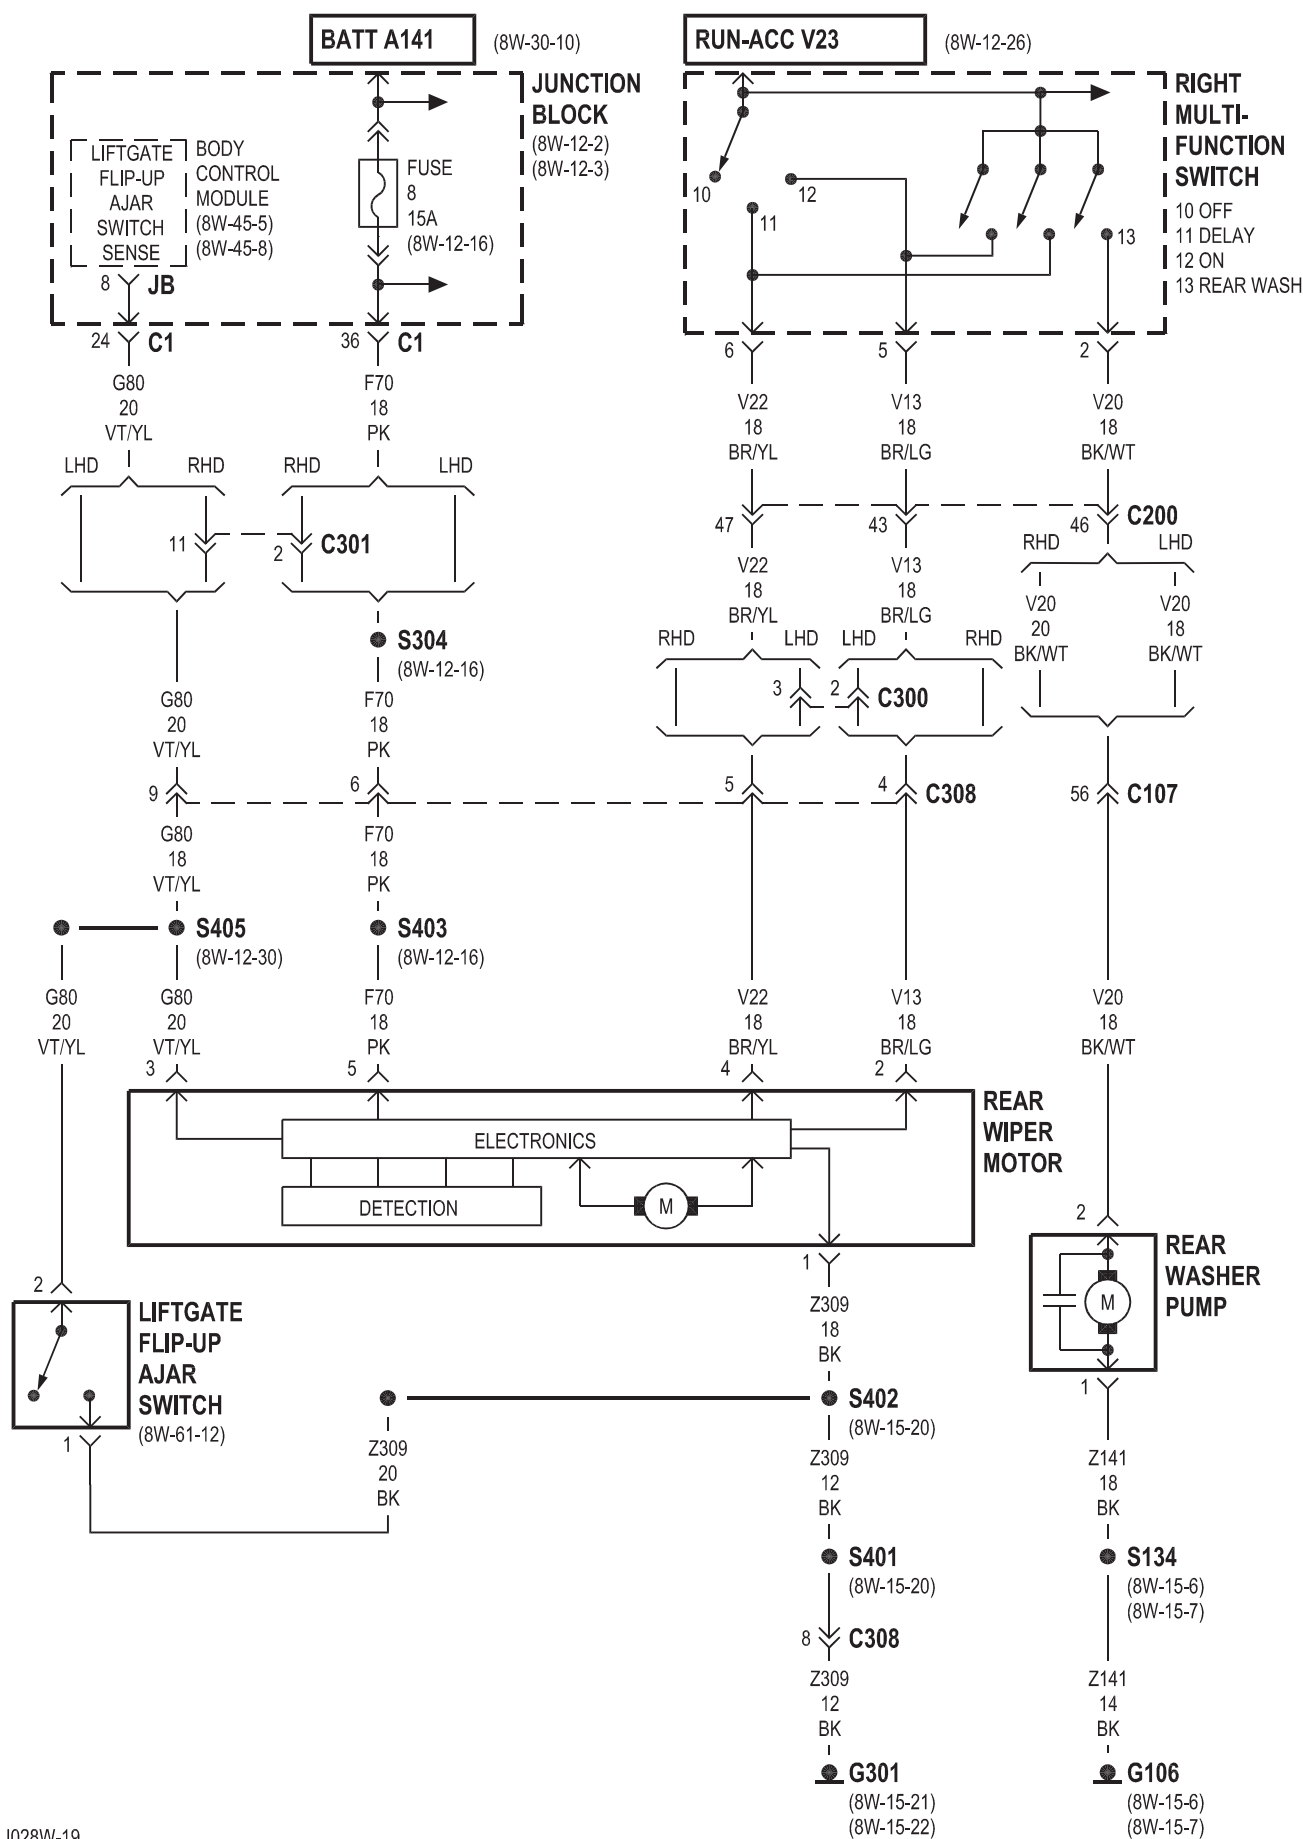 BATT A141
(8W-30-10)
RUN-ACC V23
(8W-12-26)
JUNCTION
BLOCK
(8W-12-2)
(8W-12-3)
LIFTGATE
FLIP-UP
AJAR
SWITCH
SENSE
BODY
CONTROL
MODULE
(8W-45-5)
(8W-45-8)
FUSE
8
15A
(8W-12-16)
8
JB
24
C1
36
C1
10
11
12
13
RIGHT
MULTI-
FUNCTION
SWITCH
10 OFF
11 DELAY
12 ON
13 REAR WASH
6
5
2
G80
20
VT/YL
F70
18
PK
V22
18
BR/YL
V13
18
BR/LG
V20
18
BK/WT
LHD
RHD
RHD
LHD
11
2
C301
47
43
46
C200
V22
18
BR/YL
V13
18
BR/LG
RHD
LHD
V20
20
BK/WT
V20
18
BK/WT
S304
(8W-12-16)
RHD
LHD
LHD
RHD
3
2
C300
G80
20
VT/YL
F70
18
PK
9
6
5
4
C308
56
C107
G80
18
VT/YL
F70
18
PK
S405
(8W-12-30)
S403
(8W-12-16)
G80
20
VT/YL
G80
20
VT/YL
F70
18
PK
V22
18
BR/YL
V13
18
BR/LG
V20
18
BK/WT
3
5
4
2
REAR
WIPER
MOTOR
ELECTRONICS
DETECTION
M
1
2
REAR
WASHER
PUMP
M
1
2
LIFTGATE
FLIP-UP
AJAR
SWITCH
(8W-61-12)
1
Z309
18
BK
S402
(8W-15-20)
Z309
20
BK
Z309
12
BK
Z141
18
BK
S401
(8W-15-20)
S134
(8W-15-6)
(8W-15-7)
8
C308
Z309
12
BK
Z141
14
BK
G301
(8W-15-21)
(8W-15-22)
G106
(8W-15-6)
(8W-15-7)
J028W-19